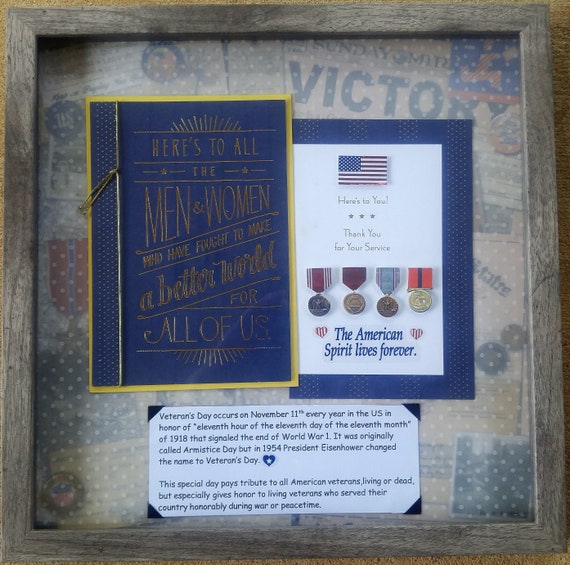 SUNDAY
VICTORY
HERE'S TO ALL
THE
MEN & WOMEN
WHO HAVE FOUGHT TO MAKE
a better world
FOR
ALL OF US
Here's to You!
Thank You
for Your Service
The American
Spirit lives forever.
Veteran's Day occurs on November 11th every year in the US in
honor of "eleventh hour of the eleventh day of the eleventh month"
of 1918 that signaled the end of World War 1. It was originally
called Armistice Day but in 1954 President Eisenhower changed
the name to Veteran's Day.
This special day pays tribute to all American veterans,living or dead,
but especially gives honor to living veterans who served their
country honorably during war or peacetime.